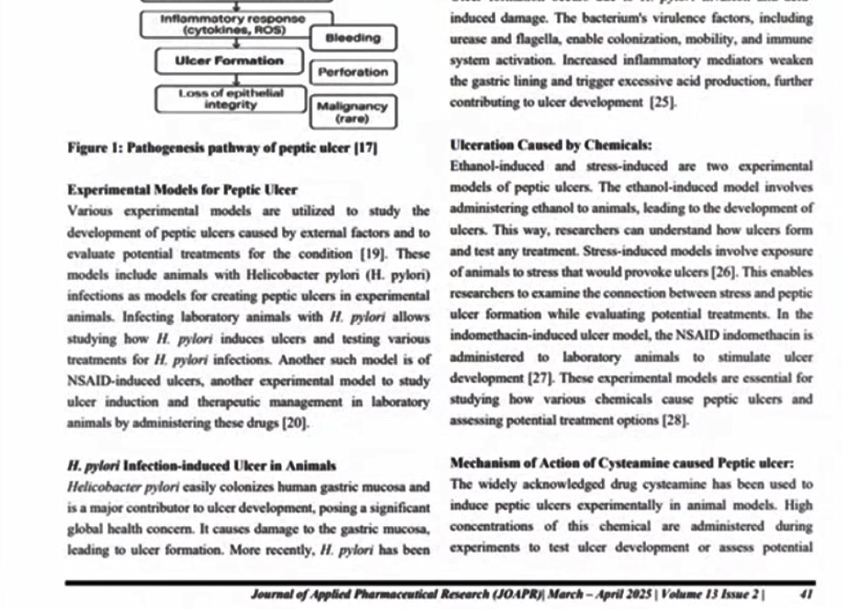 Inflammatory response
(cytokines, ROS)
Bleeding
Ulcer Formation
Perforation
Loss of epithelial
integrity
Malignancy
(rare)
Figure 1: Pathogenesis pathway of peptic ulcer [17]
Experimental Models for Peptic Ulcer
Various experimental models are utilized to study the
development of peptic ulcers caused by external factors and to
evaluate potential treatments for the condition [19]. These
models include animals with Helicobacter pylori (H. pylori)
infections as models for creating peptic ulcers in experimental
animals. Infecting laboratory animals with H. pylori allows
studying how H. pylori induces ulcers and testing various
treatments for H. pylori infections. Another such model is of
NSAID-induced ulcers, another experimental model to study
ulcer induction and therapeutic management in laboratory
animals by administering these drugs [20].
H. pylori Infection-induced Ulcer in Animals
Helicobacter pylori easily colonizes human gastric mucosa and
is a major contributor to ulcer development, posing a significant
global health concern. It causes damage to the gastric mucosa,
leading to ulcer formation. More recently, H. pylori has been
induced damage. The bacterium's virulence factors, including
urease and flagella, enable colonization, mobility, and immune
system activation. Increased inflammatory mediators weaken
the gastric lining and trigger excessive acid production, further
contributing to ulcer development [25].
Ulceration Caused by Chemicals:
Ethanol-induced and stress-induced are two experimental
models of peptic ulcers. The ethanol-induced model involves
administering ethanol to animals, leading to the development of
ulcers. This way, researchers can understand how ulcers form
and test any treatment. Stress-induced models involve exposure
of animals to stress that would provoke ulcers [26]. This enables
researchers to examine the connection between stress and peptic
ulcer formation while evaluating potential treatments. In the
indomethacin-induced ulcer model, the NSAID indomethacin is
administered to laboratory animals to stimulate ulcer
development [27]. These experimental models are essential for
studying how various chemicals cause peptic ulcers and
assessing potential treatment options [28].
Mechanism of Action of Cysteamine caused Peptic ulcer:
The widely acknowledged drug cysteamine has been used to
induce peptic ulcers experimentally in animal models. High
concentrations of this chemical are administered during
experiments to test ulcer development or assess potential
Journal of Applied Pharmaceutical Research (JOAPR)| March – April 2025 | Volume 13 Issue 2 | 41